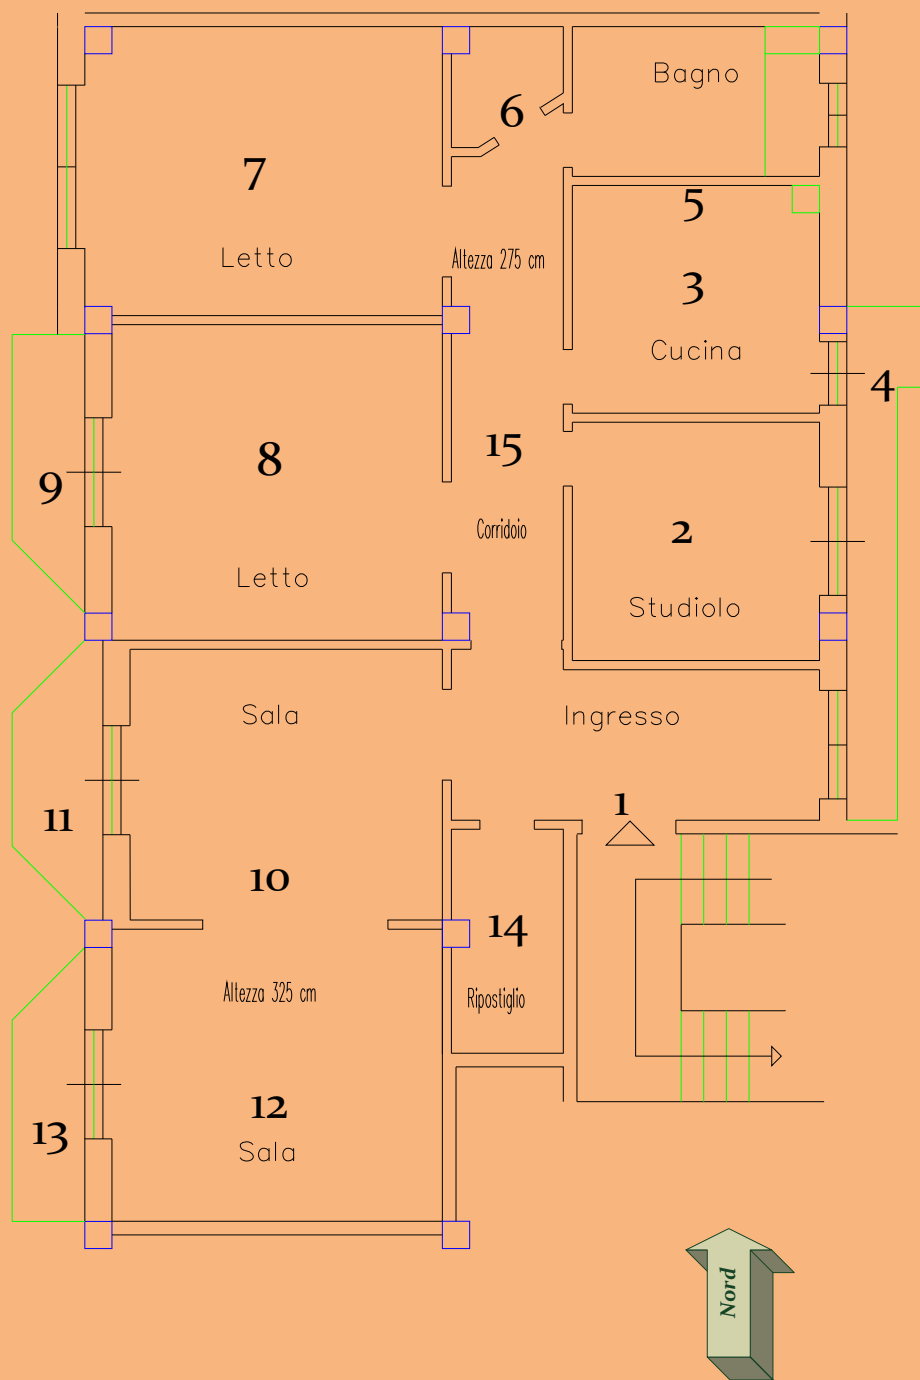 Bagno
6
7
5
Letto
Altezza 275 cm
3
Cucina
4
15
8
9
Corridoio
2
Letto
Studiolo
Sala
Ingresso
1
11
10
14
Altezza 325 cm
Ripostiglio
12
13
Sala
Nord